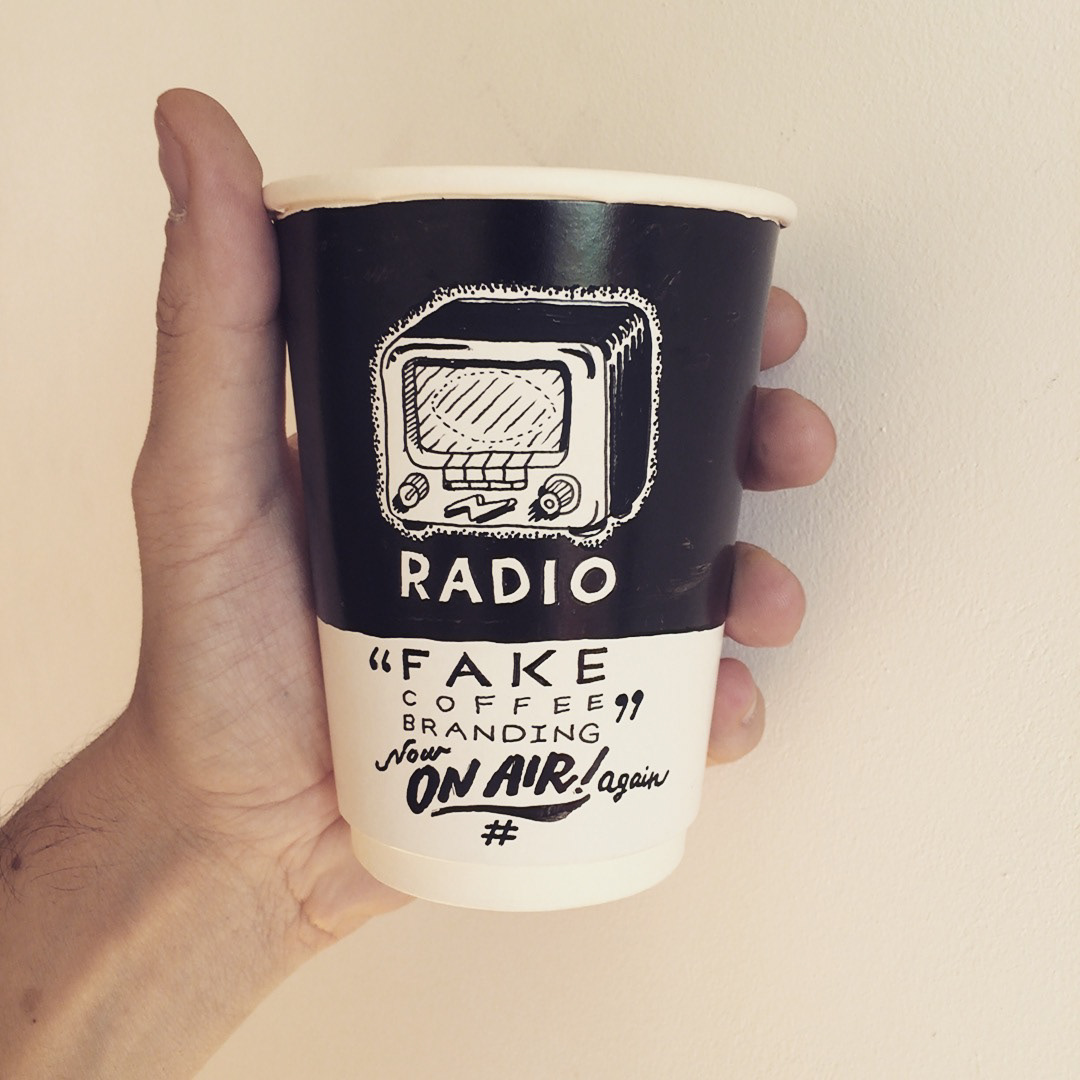 RADIO
“FAKE
COFFEE”
BRANDING
Now
ON AIR! again
#